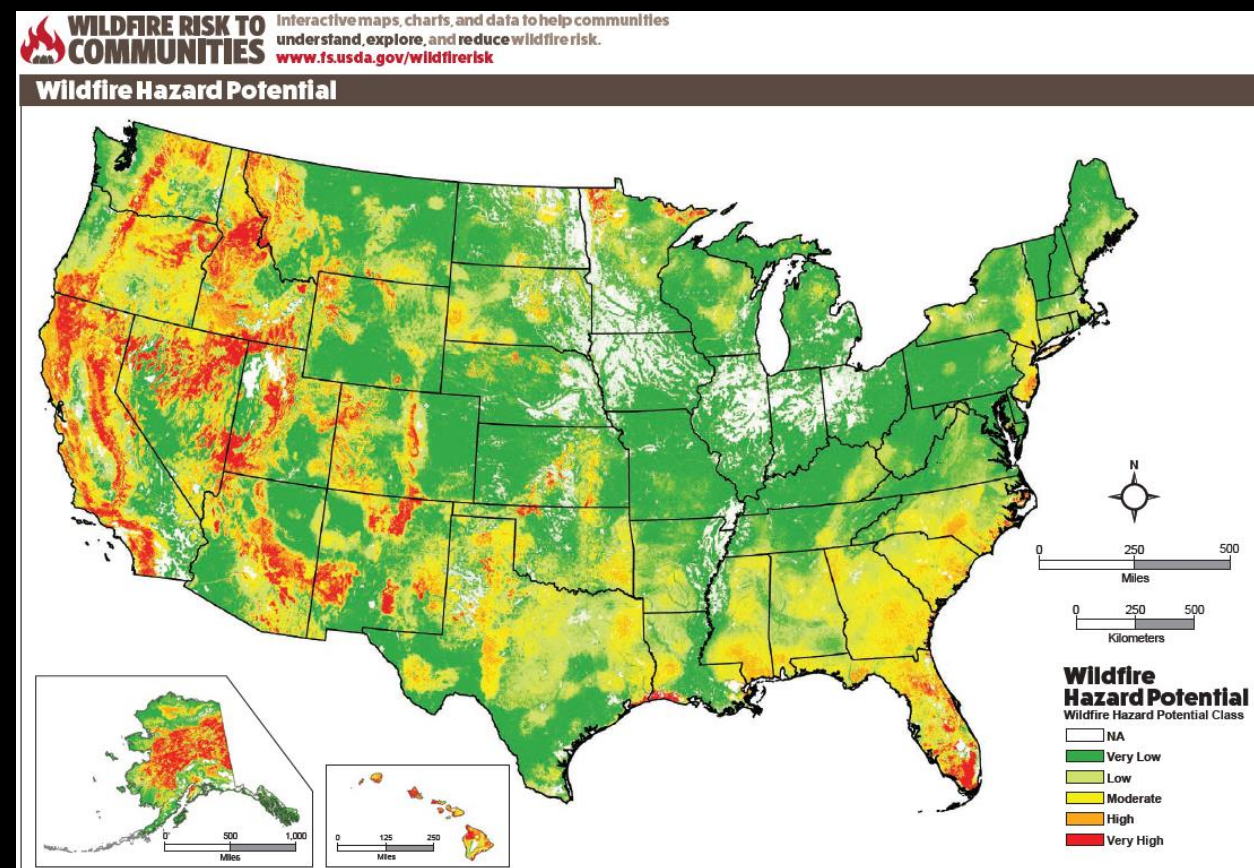 WILDFIRE RISK TO
COMMUNITIES
Interactive maps, charts, and data to help communities
understand, explore, and reduce wildfire risk.
www.fs.usda.gov/wildfirerisk
Wildfire Hazard Potential
N
0 250 500
Miles
0 250 500
Kilometers
Wildfire
Hazard Potential
Wildfire Hazard Potential Class
NA
Very Low
Low
Moderate
High
Very High
0 500 1,000
Miles
0 125 250
Miles